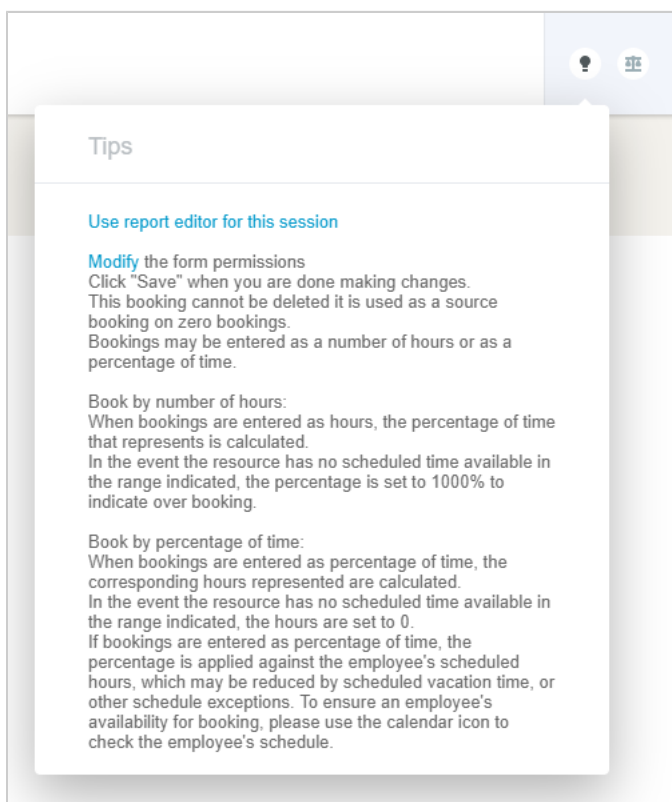 Tips
Use report editor for this session
Modify the form permissions
Click "Save" when you are done making changes.
This booking cannot be deleted it is used as a source
booking on zero bookings.
Bookings may be entered as a number of hours or as a
percentage of time.
Book by number of hours:
When bookings are entered as hours, the percentage of time
that represents is calculated.
In the event the resource has no scheduled time available in
the range indicated, the percentage is set to 1000% to
indicate over booking.
Book by percentage of time:
When bookings are entered as percentage of time, the
corresponding hours represented are calculated.
In the event the resource has no scheduled time available in
the range indicated, the hours are set to 0.
If bookings are entered as percentage of time, the
percentage is applied against the employee's scheduled
hours, which may be reduced by scheduled vacation time, or
other schedule exceptions. To ensure an employee's
availability for booking, please use the calendar icon to
check the employee's schedule.